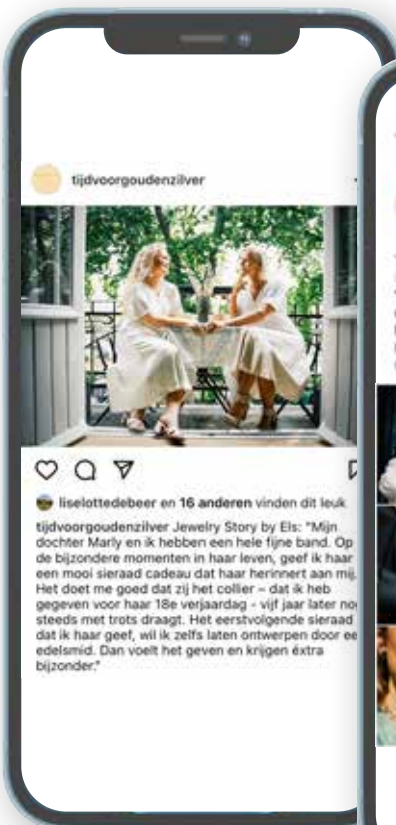 tijdvoorgoudenzilver
liselottedebeer en 16 anderen vinden dit leuk
tijdvoorgoudenzilver Jewelry Story by Els: "Mijn
dochter Marly en ik hebben een hele fijne band. Op
de bijzondere momenten in haar leven, geef ik haar
een mooi sieraad cadeau dat haar herinnert aan mij.
Het doet me goed dat zij het collier – dat ik heb
gegeven voor haar 18e verjaardag - vijf jaar later
steeds met trots draagt. Het eerstvolgende sieraad
dat ik haar geef, wil ik zelfs laten ontwerpen door
edelsmid. Dan voelt het geven en krijgen éxtra
bijzonder."